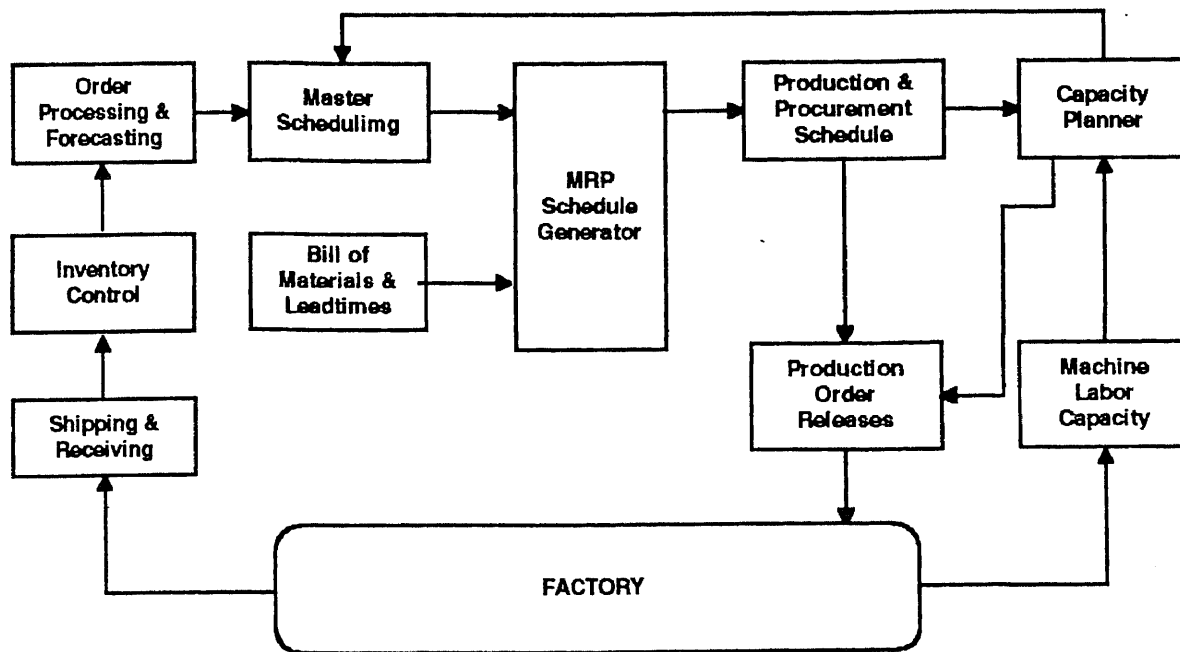 Order
Processing &
Forecasting
Master
Schedulimg
MRP
Schedule
Generator
Production &
Procurement
Schedule
Capacity
Planner
Inventory
Control
Bill of
Materials &
Leadtimes
Shipping &
Receiving
Production
Order
Releases
Machine
Labor
Capacity
FACTORY